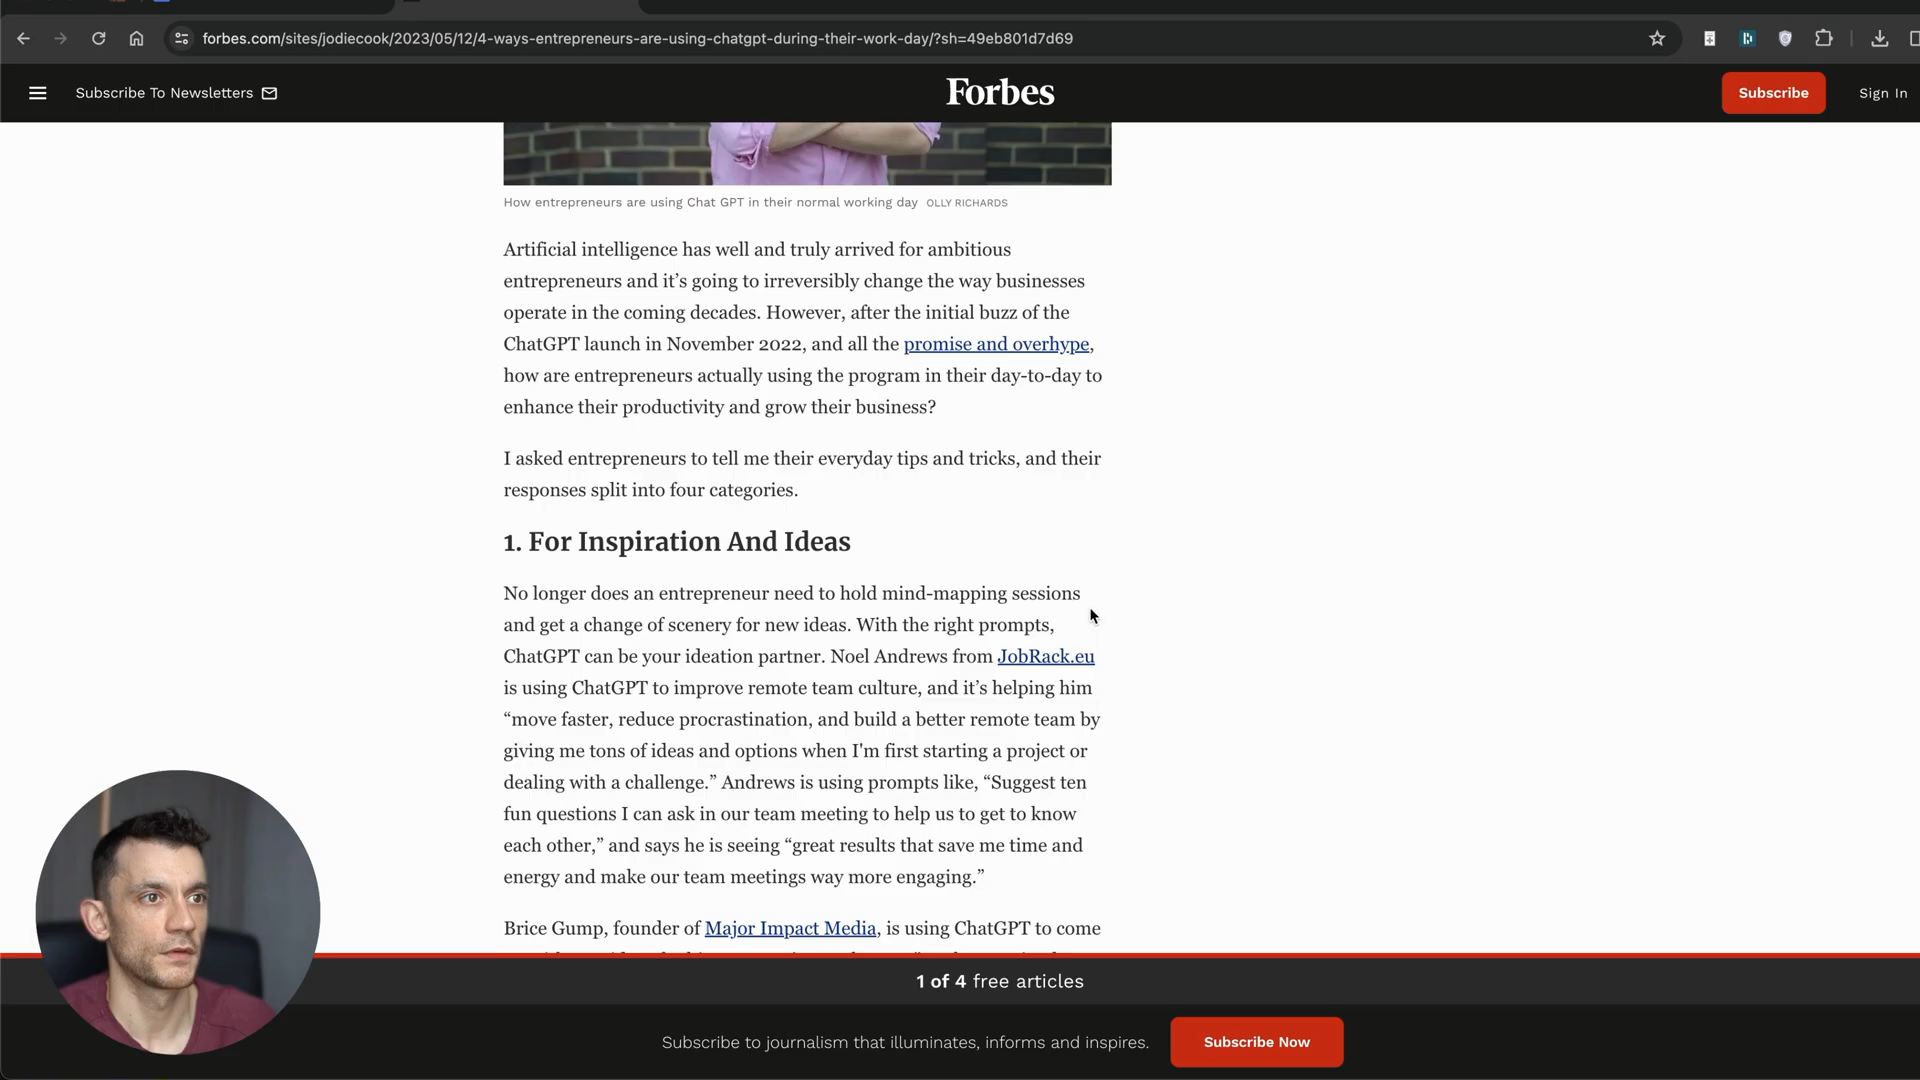 forbes.com/sites/jodiecook/2023/05/12/4-ways-entrepreneurs-are-using-chatgpt-during-their-work-day/?sh=49eb801d7d69
Subscribe To Newsletters
Forbes
Subscribe
Sign In
How entrepreneurs are using Chat GPT in their normal working day OLLY RICHARDS
Artificial intelligence has well and truly arrived for ambitious
entrepreneurs and it’s going to irreversibly change the way businesses
operate in the coming decades. However, after the initial buzz of the
ChatGPT launch in November 2022, and all the promise and overhype,
how are entrepreneurs actually using the program in their day-to-day to
enhance their productivity and grow their business?
I asked entrepreneurs to tell me their everyday tips and tricks, and their
responses split into four categories.
1. For Inspiration And Ideas
No longer does an entrepreneur need to hold mind-mapping sessions
and get a change of scenery for new ideas. With the right prompts,
ChatGPT can be your ideation partner. Noel Andrews from JobRack.eu
is using ChatGPT to improve remote team culture, and it’s helping him
“move faster, reduce procrastination, and build a better remote team by
giving me tons of ideas and options when I'm first starting a project or
dealing with a challenge.” Andrews is using prompts like, “Suggest ten
fun questions I can ask in our team meeting to help us to get to know
each other,” and says he is seeing “great results that save me time and
energy and make our team meetings way more engaging.”
Brice Gump, founder of Major Impact Media, is using ChatGPT to come
1 of 4 free articles
Subscribe to journalism that illuminates, informs and inspires.
Subscribe Now